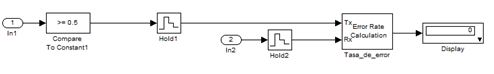 1
In1
>= 0.5
Compare
To Constant1
Hold1
2
In2
Hold2
Tx
Rx
Error Rate
Calculation
Tasa_de_error
0
Display